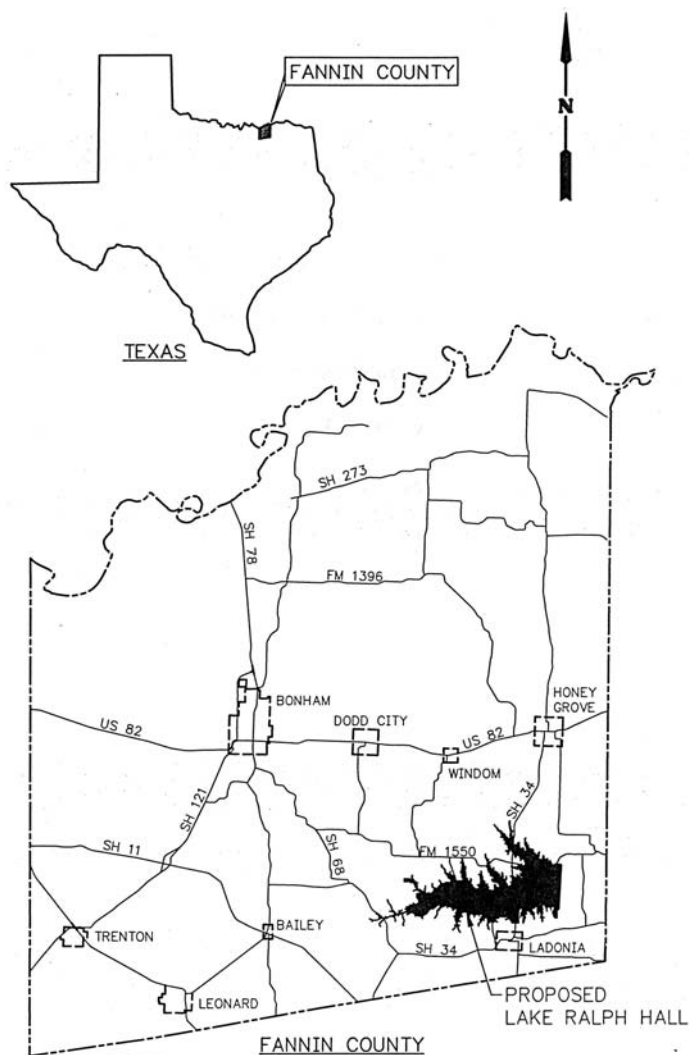 FANNIN COUNTY
N
TEXAS
SH 273
SH 78
FM 1396
BONHAM
HONEY
GROVE
DODD CITY
US 82
US 82
WINDOM
SH 34
SH 121
SH 11
SH 68
FM 1550
TRENTON
BAILEY
SH 34
LADONIA
LEONARD
PROPOSED
LAKE RALPH HALL
FANNIN COUNTY